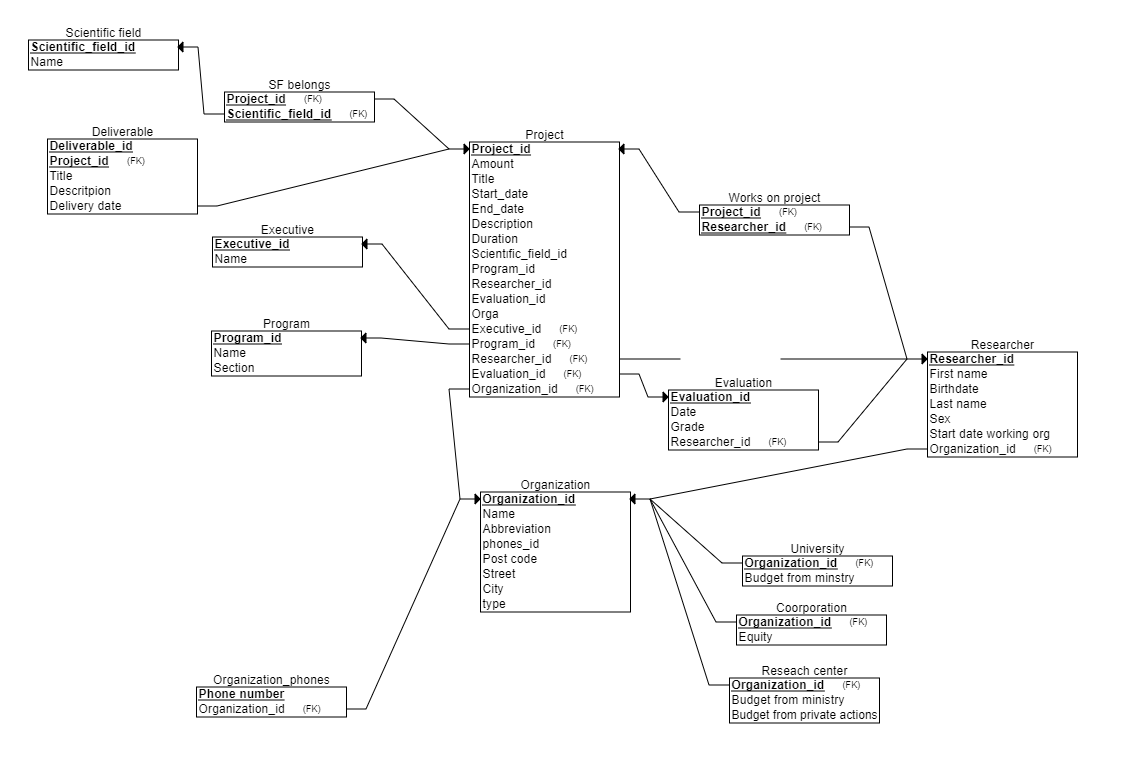 Scientific field
Scientific_field_id
Name
SF belongs
Project_id (FK)
Scientific_field_id (FK)
Deliverable
Deliverable_id
Project_id (FK)
Title
Descritpion
Delivery date
Project
Project_id
Amount
Title
Start_date
End_date
Description
Duration
Scientific_field_id
Program_id
Researcher_id
Evaluation_id
Orga
Executive_id (FK)
Program_id (FK)
Researcher_id (FK)
Evaluation_id (FK)
Organization_id (FK)
Works on project
Project_id (FK)
Researcher_id (FK)
Executive
Executive_id
Name
Program
Program_id
Name
Section
Researcher
Researcher_id
First name
Birthdate
Last name
Sex
Start date working org
Organization_id (FK)
Evaluation
Evaluation_id
Date
Grade
Researcher_id (FK)
Organization
Organization_id
Name
Abbreviation
phones_id
Post code
Street
City
type
University
Organization_id (FK)
Budget from minstry
Coorporation
Organization_id (FK)
Equity
Reseach center
Organization_id (FK)
Budget from ministry
Budget from private actions
Organization_phones
Phone number
Organization_id (FK)